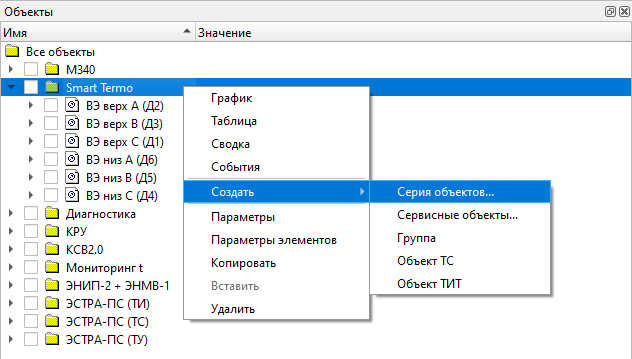 Объекты
Имя Значение
Все объекты
М340
Smart Termo
ВЭ верх А (Д2)
ВЭ верх В (Д3)
ВЭ верх С (Д1)
ВЭ низ А (Д6)
ВЭ низ В (Д5)
ВЭ низ С (Д4)
Диагностика
КРУ
КСВ2.0
Мониторинг t
ЭНИП-2 + ЭНМВ-1
ЭСТРА-ПС (ТИ)
ЭСТРА-ПС (ТС)
ЭСТРА-ПС (ТУ)
График
Таблица
Сводка
События
Создать
Параметры
Параметры элементов
Копировать
Вставить
Удалить
Серия объектов...
Сервисные объекты...
Группа
Объект ТС
Объект ТИТ